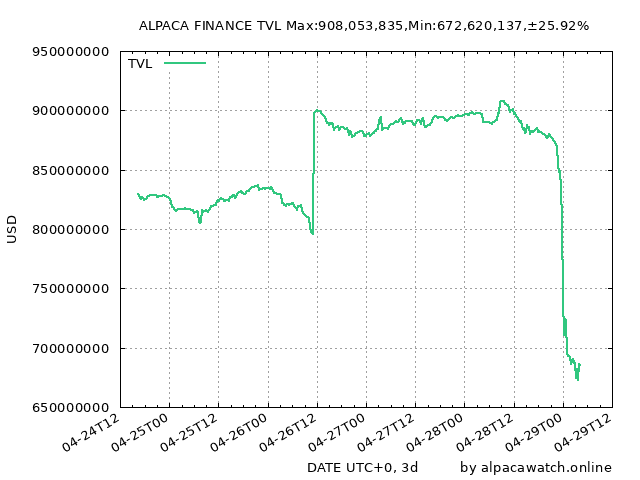 ALPACA FINANCE TVL Max:908,053,835,Min:672,620,137,±25.92%
950000000
TVL
900000000
850000000
800000000
750000000
700000000
650000000
USD
04-24T12
04-25T00
04-25T12
04-26T00
04-26T12
04-27T00
04-27T12
04-28T00
04-28T12
04-29T00
04-29T12
DATE UTC+0, 3d
by alpacawatch.online